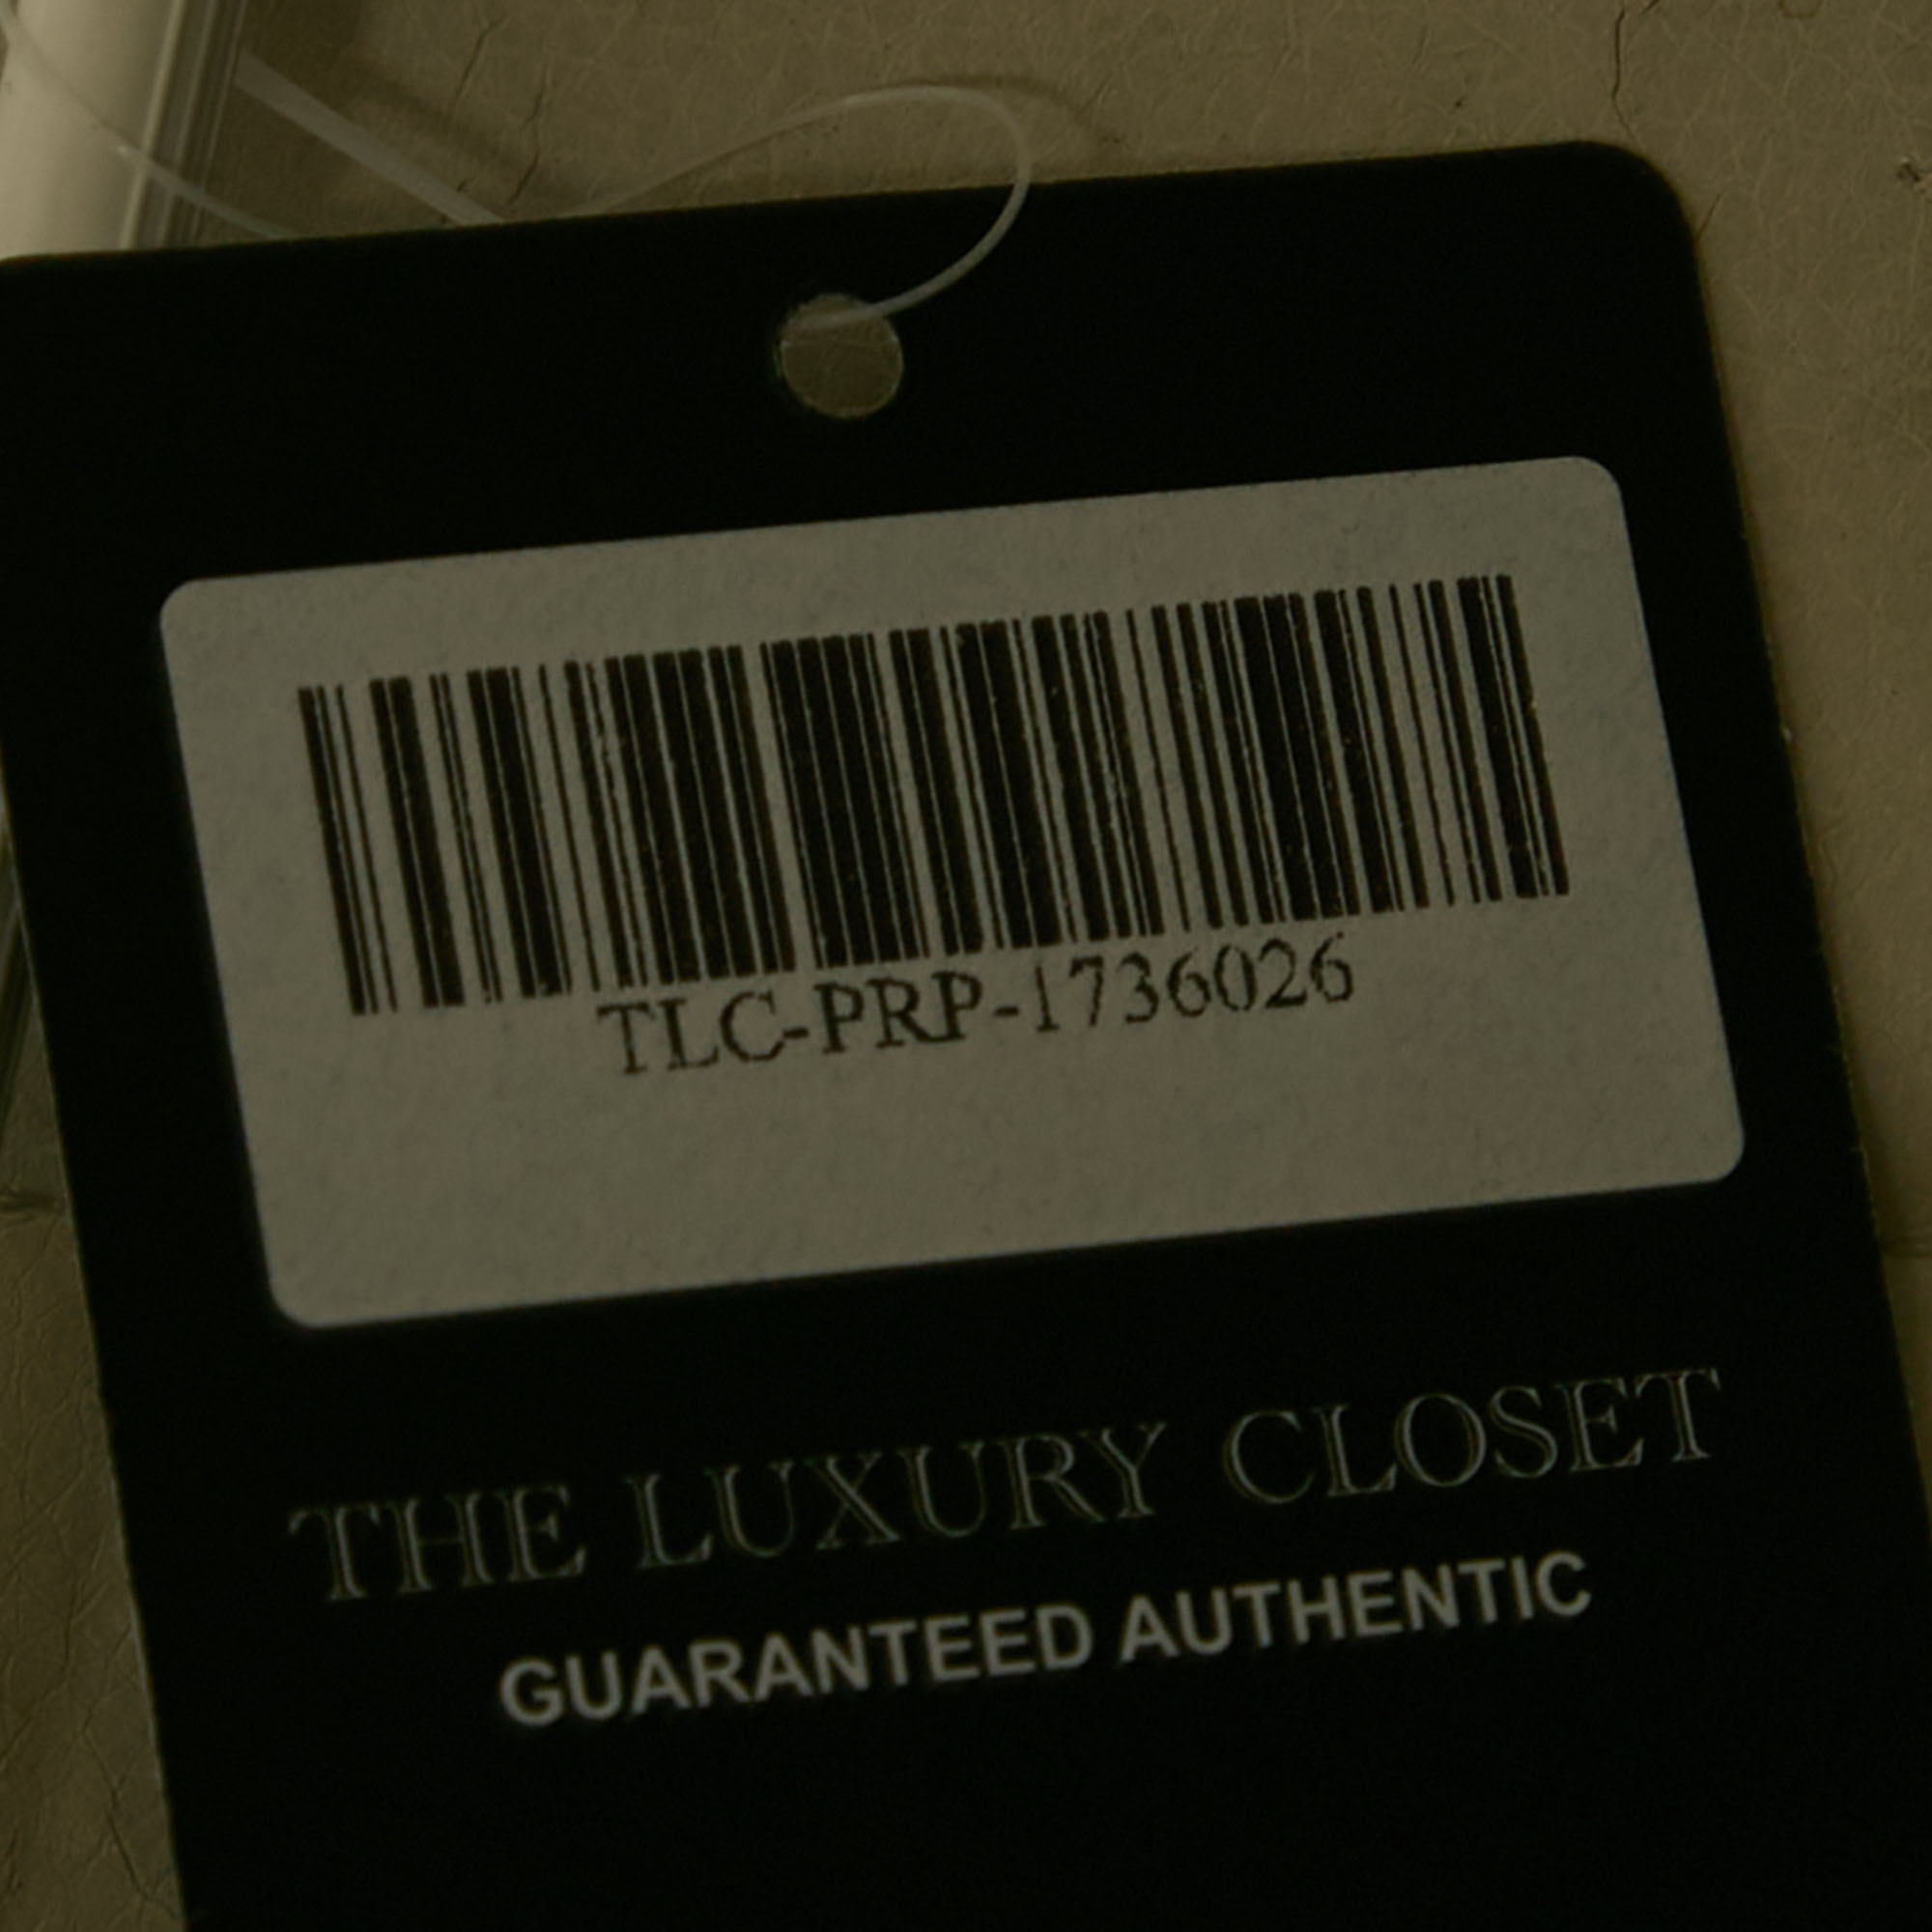 TLC-PRP-1736026
THE LUXURY CLOSET
GUARANTEED AUTHENTIC